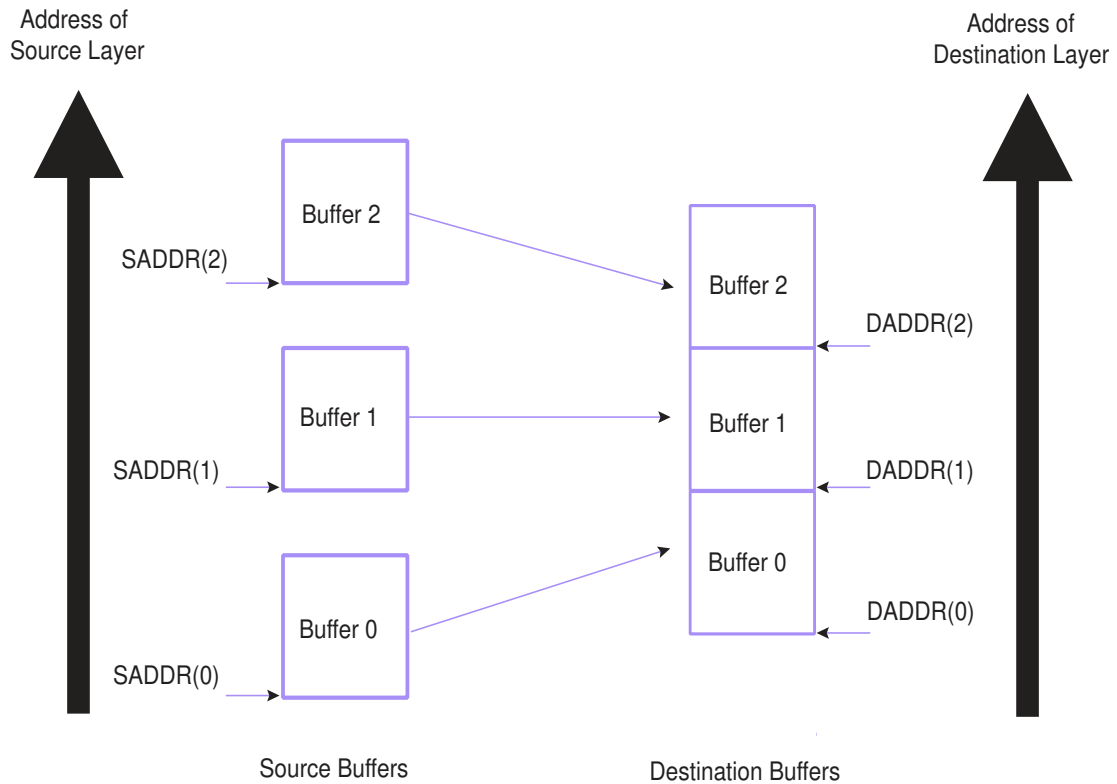 Address of
Source Layer
Address of
Destination Layer
Buffer 2
SADDR(2)
Buffer 2
DADDR(2)
Buffer 1
Buffer 1
SADDR(1)
DADDR(1)
Buffer 0
DADDR(0)
Buffer 0
SADDR(0)
Source Buffers
Destination Buffers